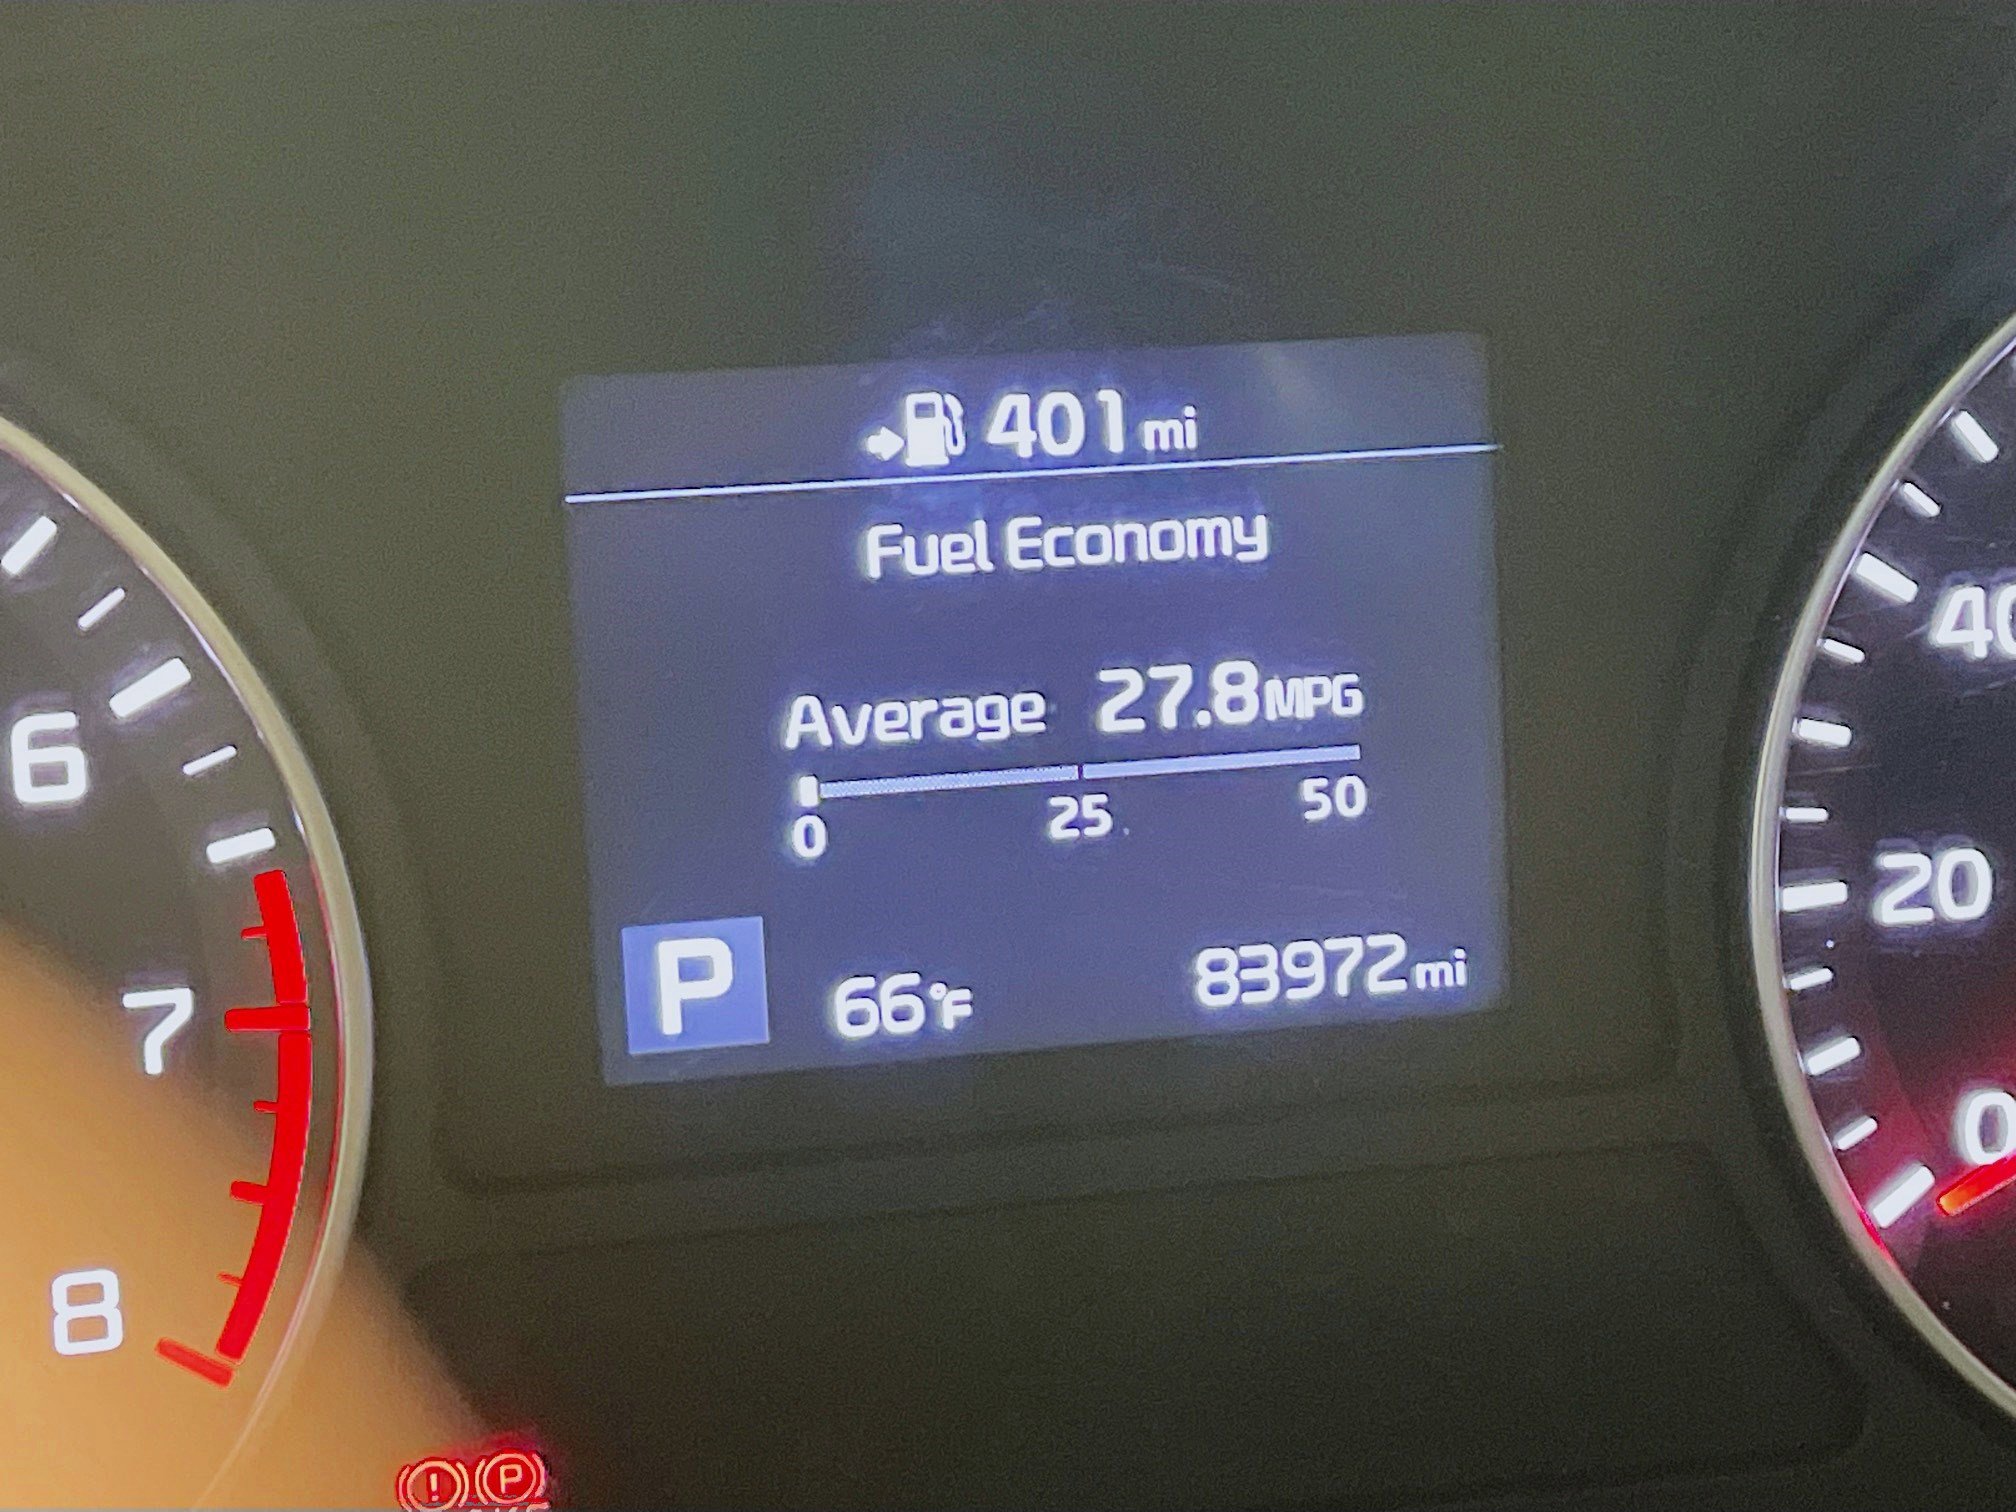 401 mi
Fuel Economy
Average 27.8 MPG
0 25 50
P 66°F 83972 mi
6
7
8
40
20
0
! P